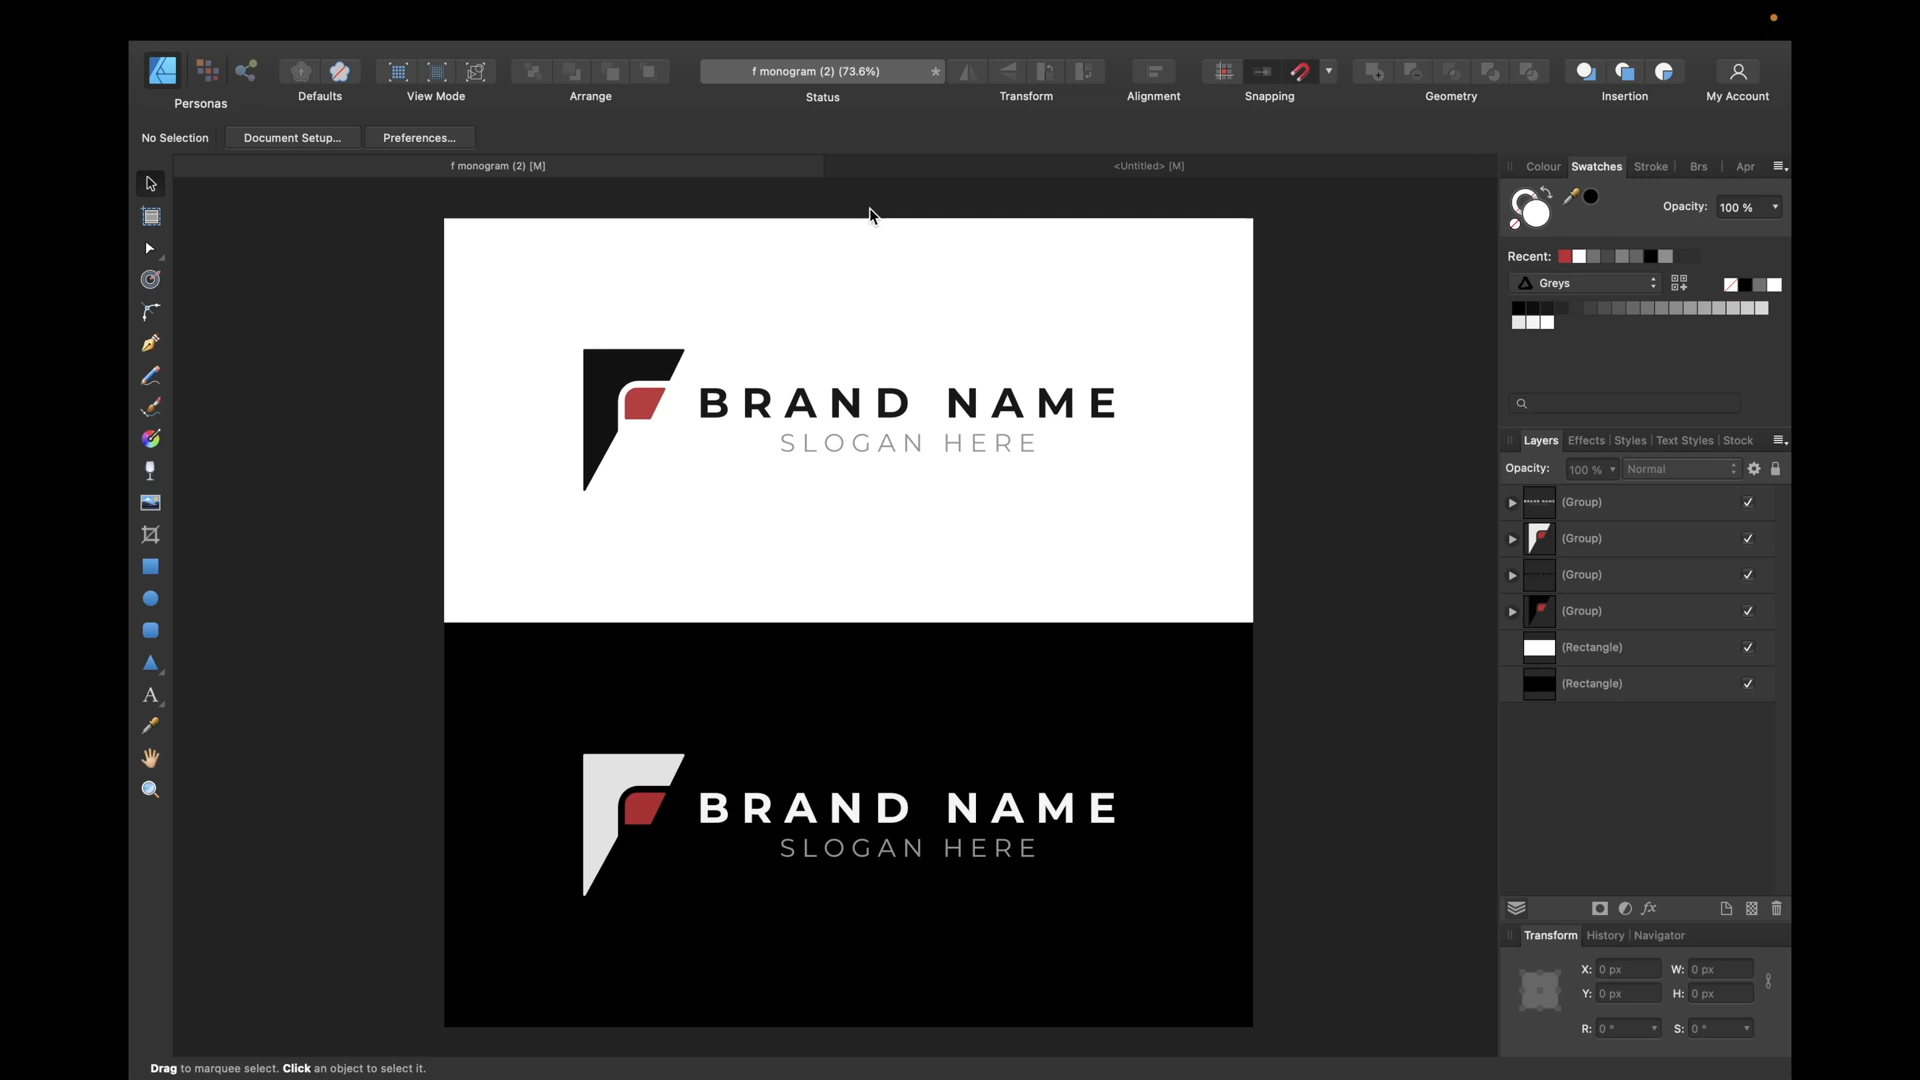 f monogram (2) (73.6%)
*
Personas
Defaults
View Mode
Arrange
Status
Transform
Alignment
Snapping
Geometry
Insertion
My Account
No Selection
Document Setup...
Preferences...
f monogram (2) [M]
<Untitled> [M]
Colour
Swatches
Stroke
Brs
Apr
Opacity:
100 %
Recent:
Greys
BRAND NAME
SLOGAN HERE
BRAND NAME
SLOGAN HERE
A
Layers
Effects
Styles
Text Styles
Stock
Opacity:
100 %
Normal
(Group)
(Group)
(Group)
(Group)
(Rectangle)
(Rectangle)
fx
Transform
History
Navigator
X: 0 px W: 0 px
Y: 0 px H: 0 px
R: 0 ° S: 0 °
Drag to marquee select. Click an object to select it.